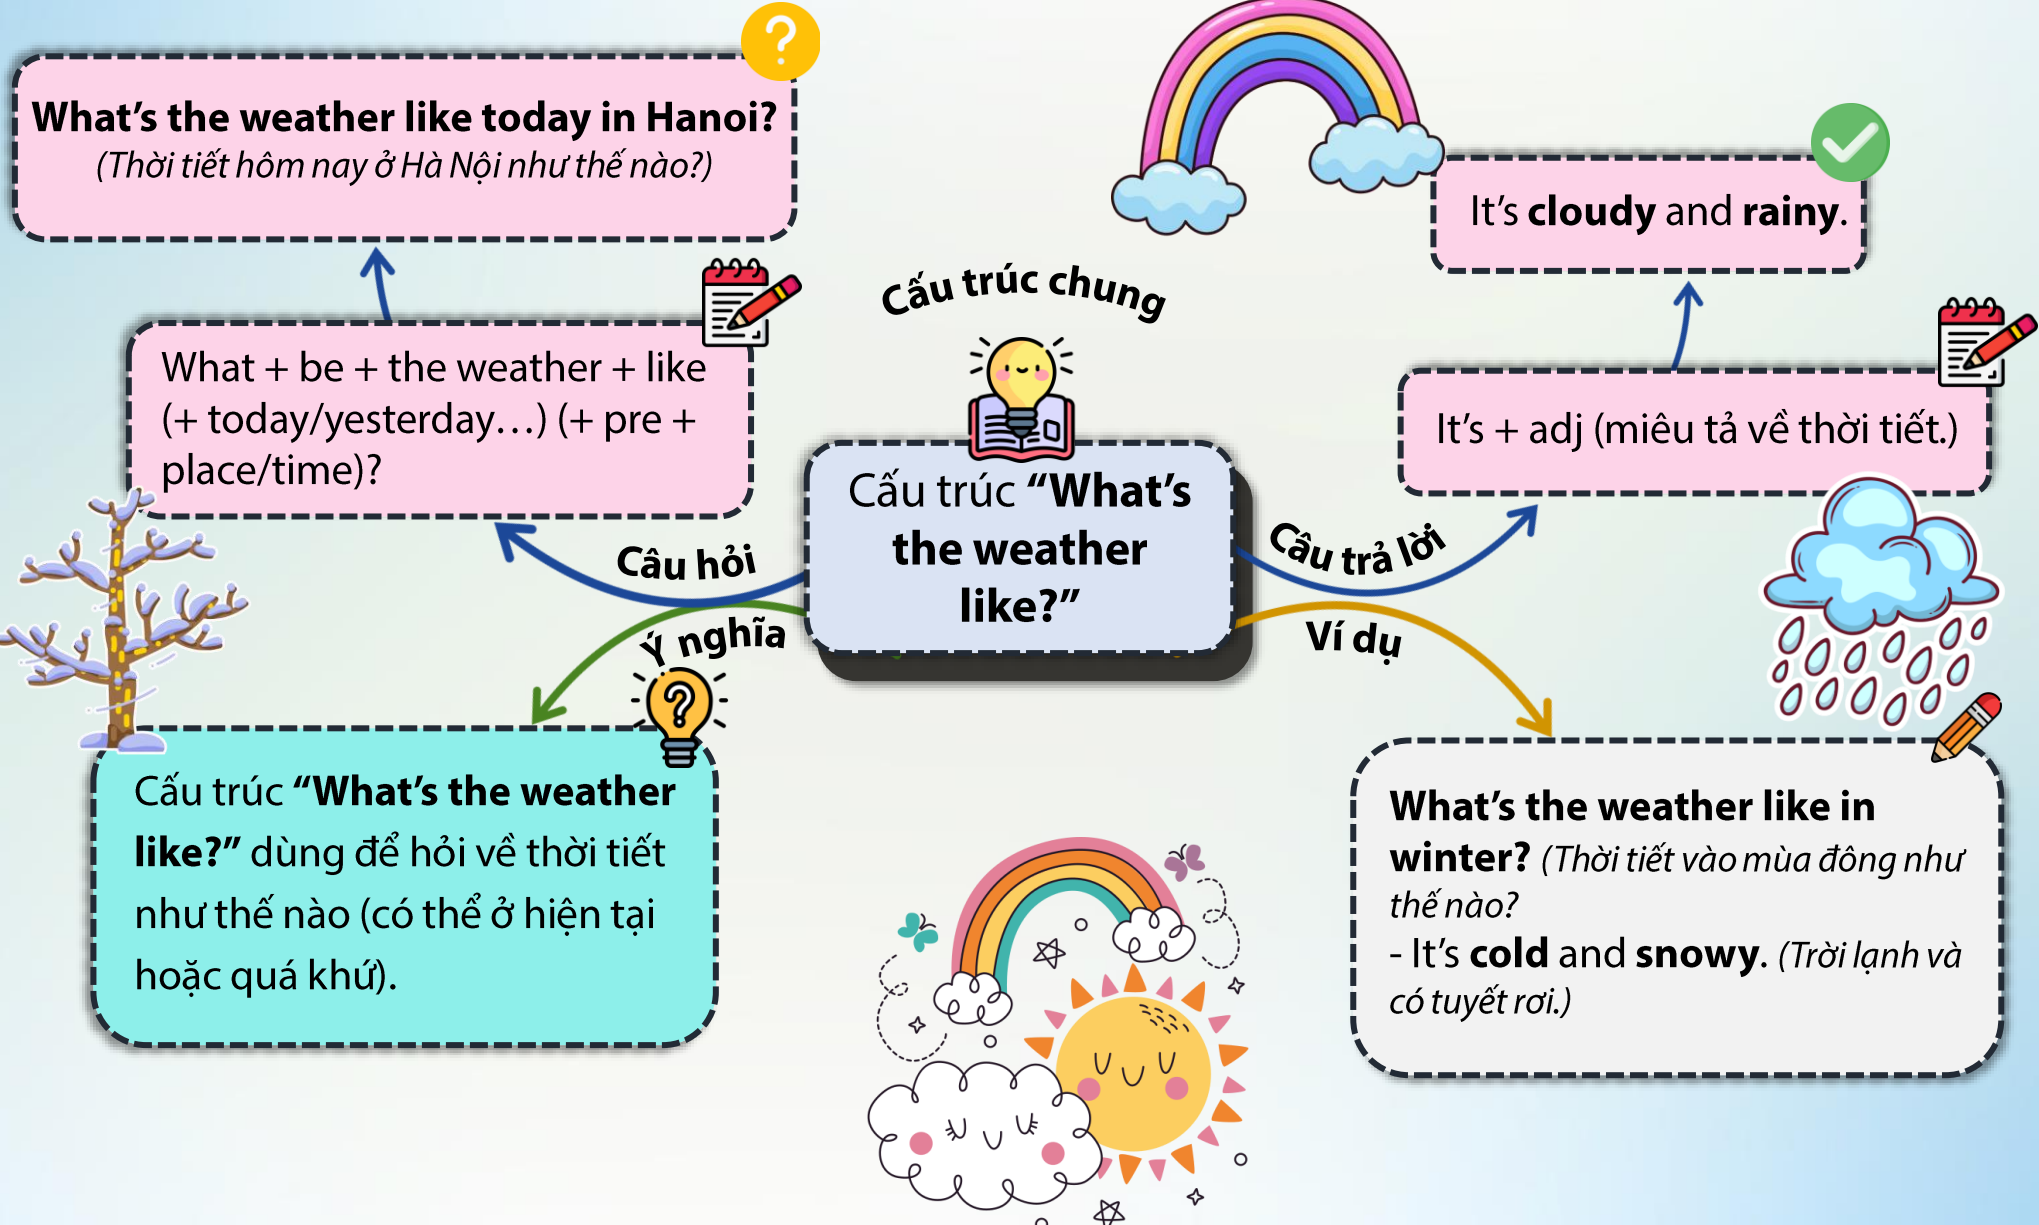 What's the weather like today in Hanoi?
(Thời tiết hôm nay ở Hà Nội như thế nào?)
What + be + the weather + like
(+ today/yesterday…) (+ pre +
place/time)?
Câu hỏi
Cấu trúc chung
Cấu trúc “What's
the weather
like?”
It's cloudy and rainy.
It's + adj (miêu tả về thời tiết.)
Câu trả lời
Ý nghĩa
Cấu trúc “What's the weather
like?” dùng để hỏi về thời tiết
như thế nào (có thể ở hiện tại
hoặc quá khứ).
Ví dụ
What's the weather like in
winter? (Thời tiết vào mùa đông như
thế nào?
- It's cold and snowy. (Trời lạnh và
có tuyết rơi.)